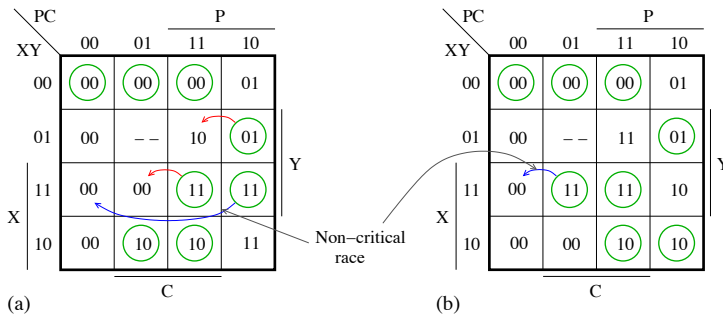 PC P
XY 00 01 11 10
00 00 00 00 01
01 00 – – 10 01
11 00 00 11 11
10 00 10 10 11
X Y
C
(a)
Non–critical
race
PC P
XY 00 01 11 10
00 00 00 00 01
01 00 – – 11 01
11 00 11 11 10
10 00 00 10 10
X Y
C
(b)